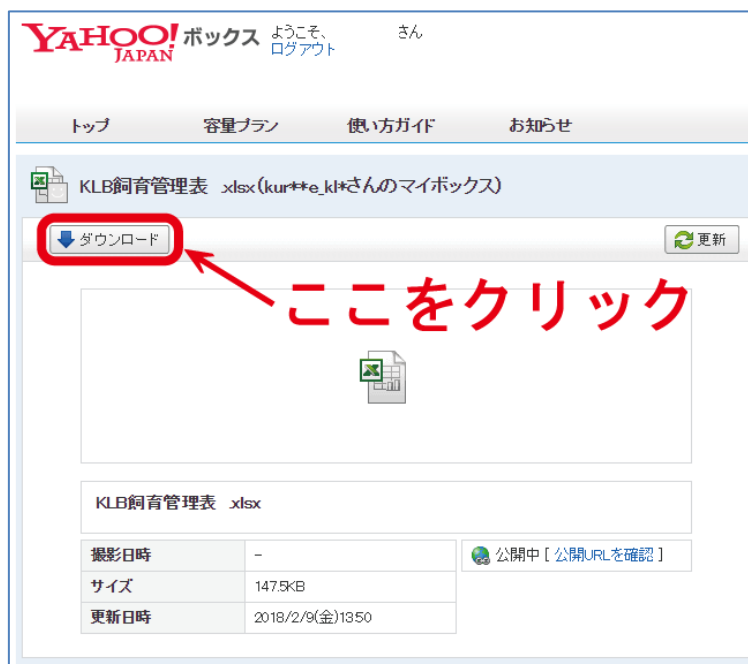 YAHOO! JAPAN ボックス ようこそ、 さん
ログアウト
トップ 容量プラン 使い方ガイド お知らせ
KLB飼育管理表 .xlsx(kur**e_kl*さんのマイボックス)
ダウンロード 更新
ここをクリック
KLB飼育管理表 .xlsx
撮影日時 - 公開中 [ 公開URLを確認 ]
サイズ 147.5KB
更新日時 2018/2/9(金)13:50